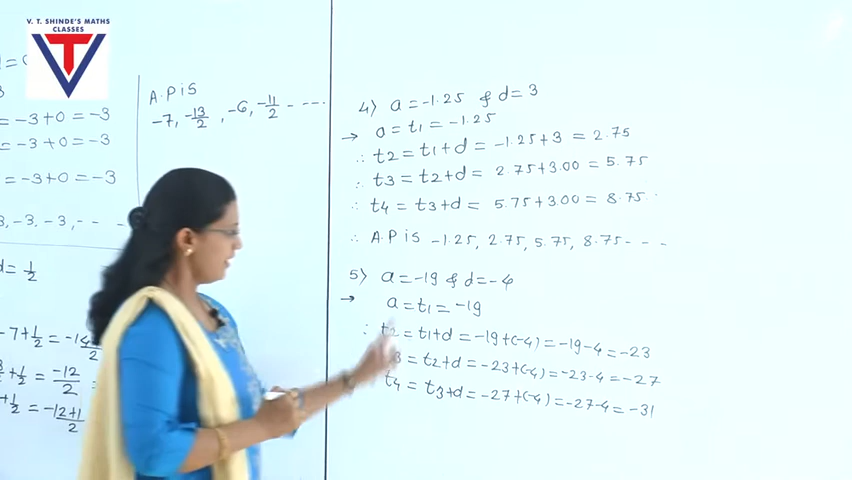 V. T. SHINDE'S MATHS
CLASSES
VT
= -3+0 = -3
= -3+0 = -3
= -3+0 = -3
3, -3, -3, - - -
d = 1/2
-7+1/2 = -14
+1/2 = -12/2
+1/2 = -12+1/2
A.P is
-7, -13/2, -6, -11/2 - - ---
4) a = -1.25 & d = 3
→ a = t1 = -1.25
∴ t2 = t1+d = -1.25+3 = 2.75
∴ t3 = t2+d = 2.75+3.00 = 5.75
∴ t4 = t3+d = 5.75+3.00 = 8.75
∴ A.P is -1.25, 2.75, 5.75, 8.75 - - -
5) a = -19 & d = -4
→ a = t1 = -19
∴ t2 = t1+d = -19+(-4) = -19-4 = -23
3 = t2+d = -23+(-4) = -23-4 = -27
t4 = t3+d = -27+(-4) = -27-4 = -31